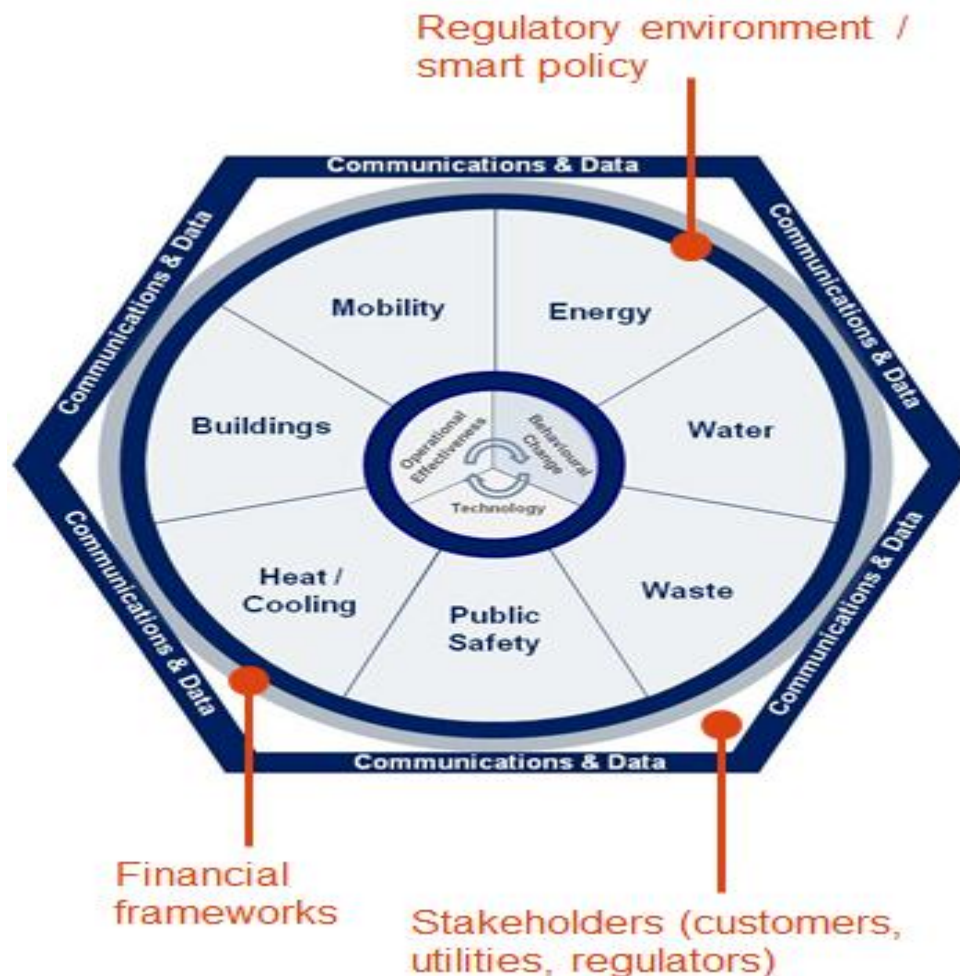 Regulatory environment /
smart policy
Communications & Data
Communications & Data
Communications & Data
Mobility
Energy
Buildings
Water
Operational
Effectiveness
Behavioural
Change
Technology
Heat /
Cooling
Public
Safety
Waste
Communications & Data
Communications & Data
Communications & Data
Financial
frameworks
Stakeholders (customers,
utilities, regulators)